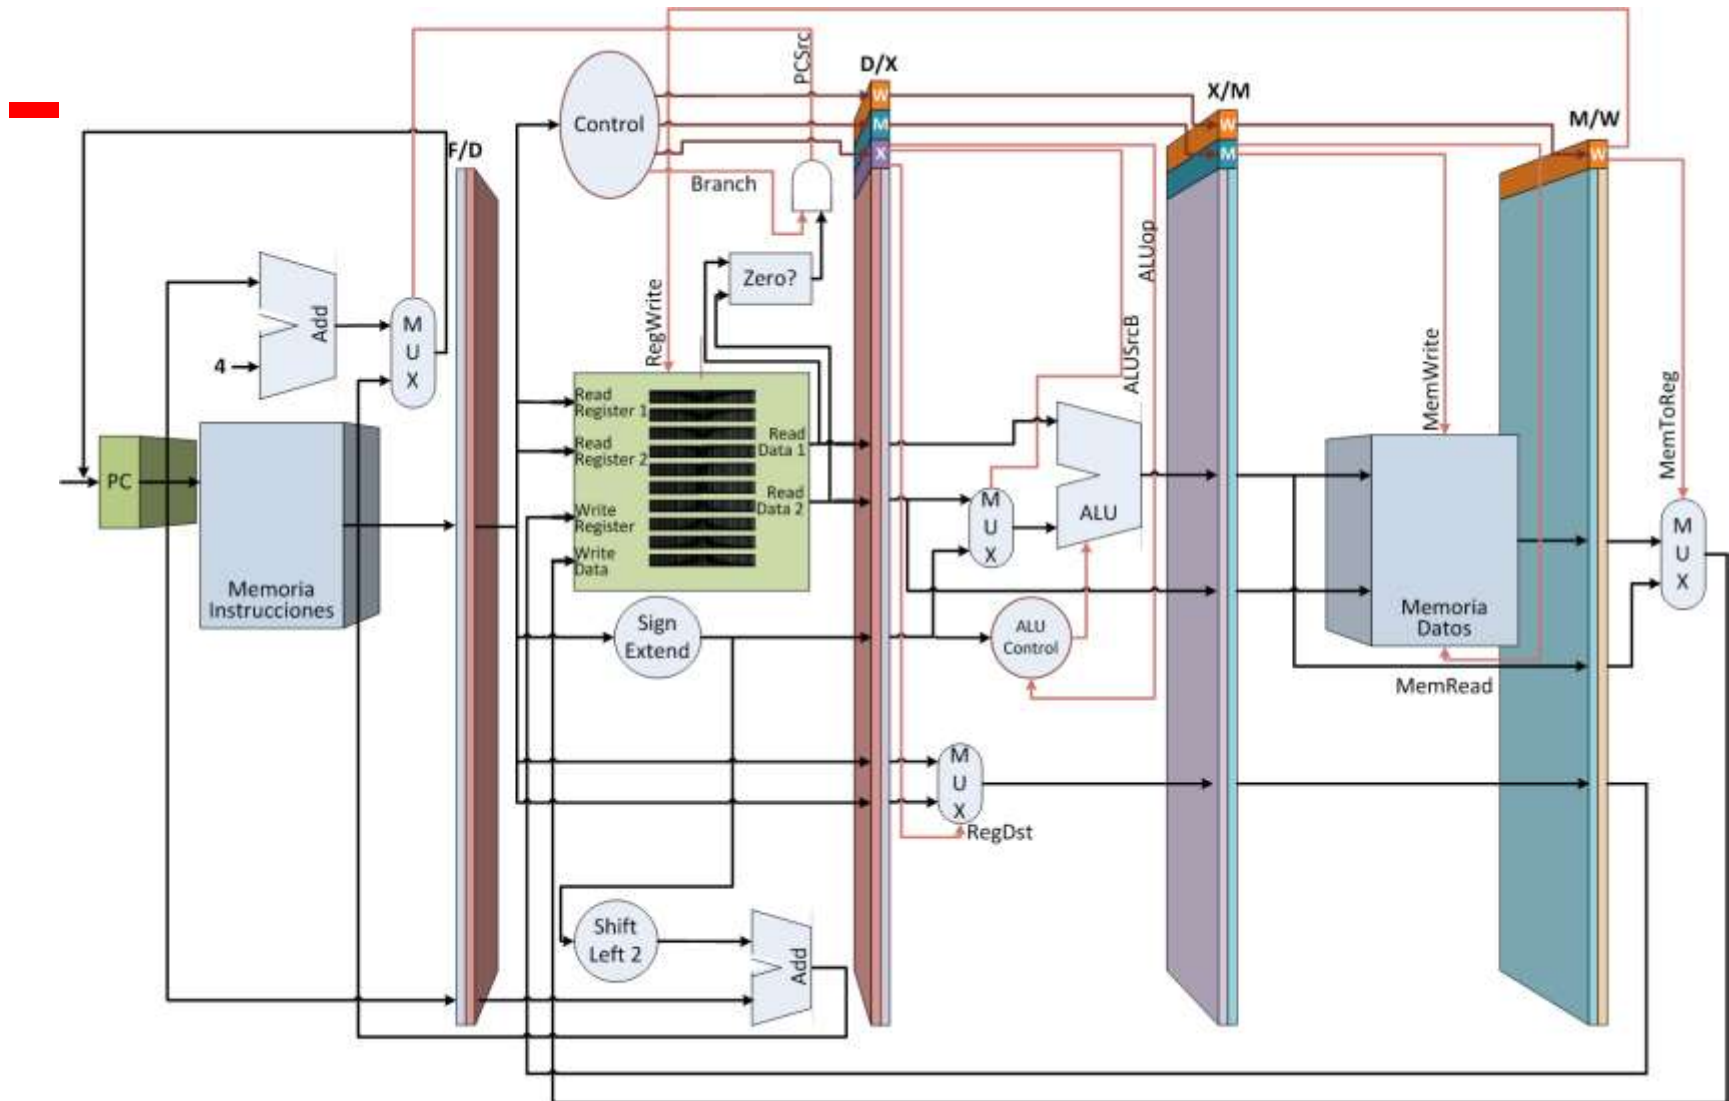 PCSrc
D/X
W
M
X
X/M
W
M
M/W
W
Control
F/D
Branch
Zero?
ALUop
Add
4
M
U
X
RegWrite
ALUSrcB
MemWrite
MemToReg
PC
Memoria
Instrucciones
Read
Register 1
Read
Register 2
Write
Register
Write
Data
Read
Data 1
Read
Data 2
M
U
X
ALU
Memoria
Datos
M
U
X
Sign
Extend
ALU
Control
MemRead
M
U
X
RegDst
Shift
Left 2
Add